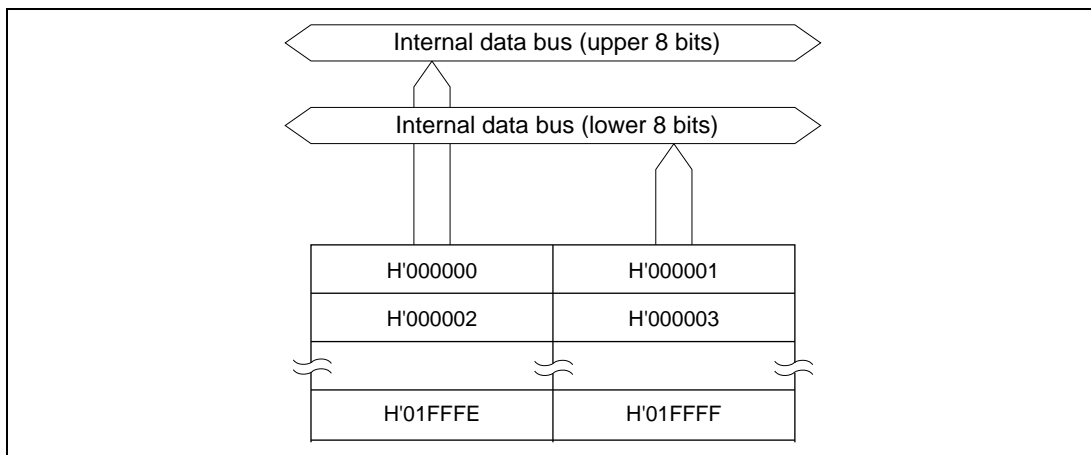 Internal data bus (upper 8 bits)
Internal data bus (lower 8 bits)
H'000000 H'000001
H'000002 H'000003
H'01FFFE H'01FFFF